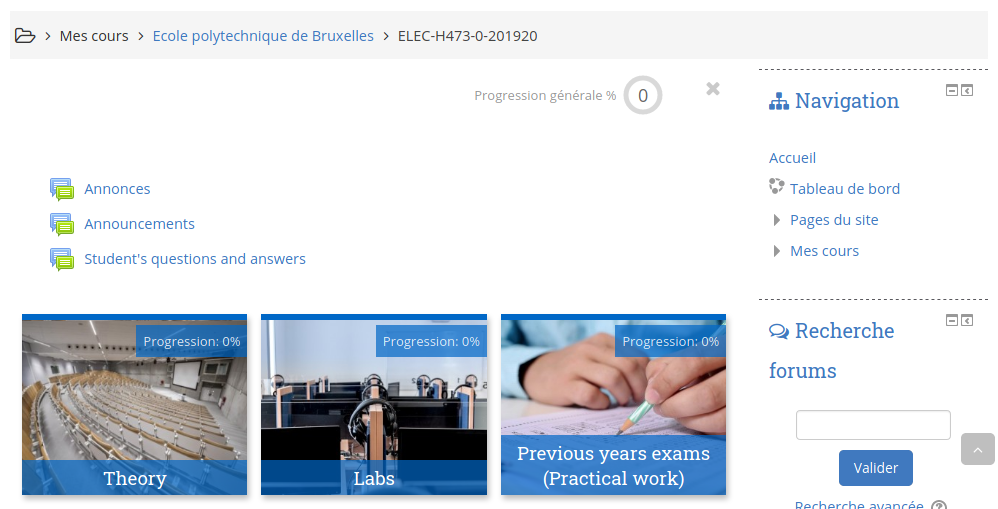 Mes cours Ecole polytechnique de Bruxelles ELEC-H473-0-201920
Progression générale % 0
Annonces
Announcements
Student's questions and answers
Progression: 0%
Theory
Progression: 0%
Labs
Progression: 0%
Previous years exams
(Practical work)
Navigation
Accueil
Tableau de bord
Pages du site
Mes cours
Recherche
forums
Valider
Recherche avancée